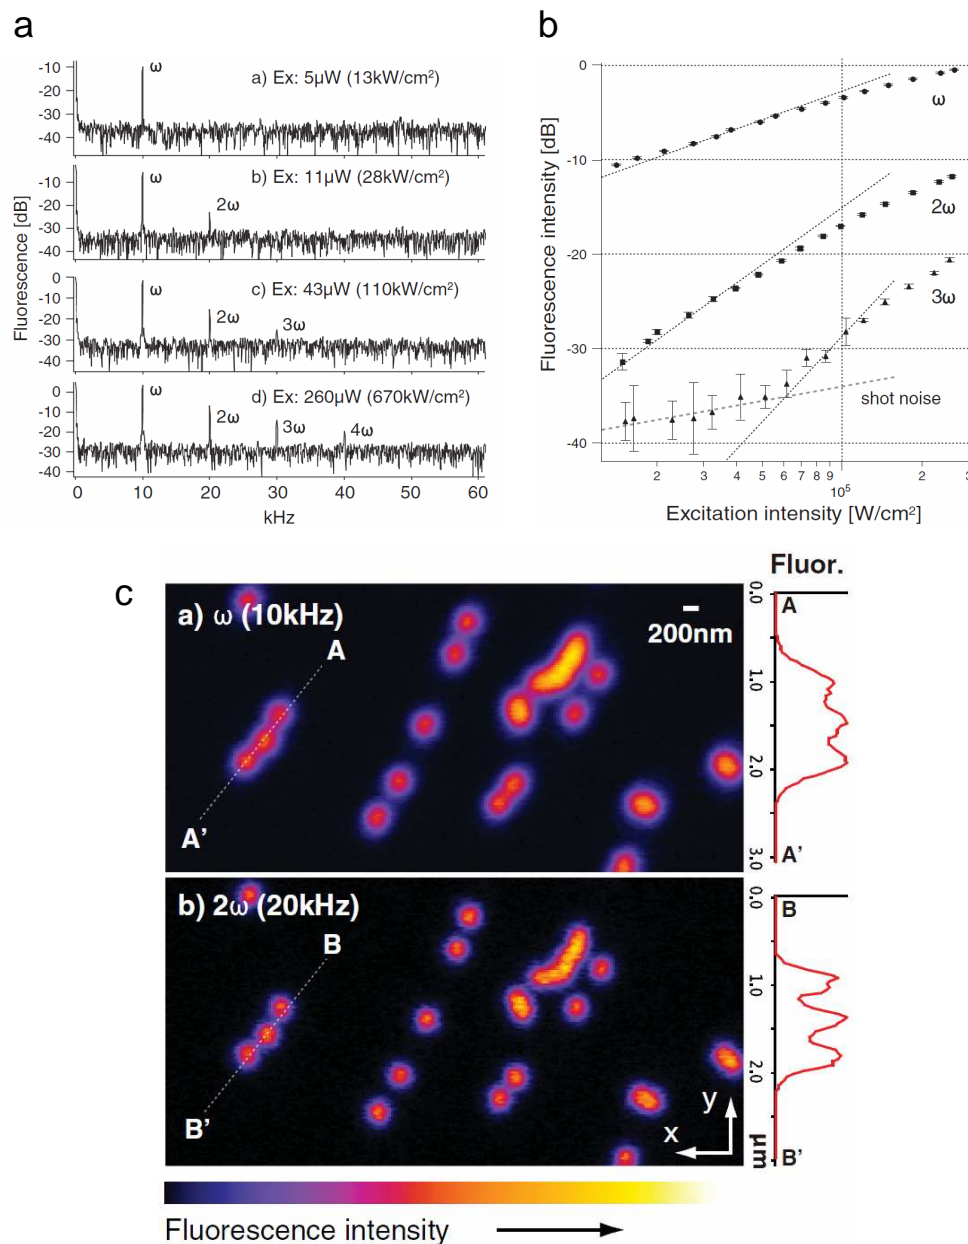 a
-10
-20
-30
-40
ω
a) Ex: 5μW (13kW/cm²)
-10
-20
-30
-40
ω
2ω
b) Ex: 11μW (28kW/cm²)
0
-10
-20
-30
-40
ω
2ω
3ω
c) Ex: 43μW (110kW/cm²)
0
-10
-20
-30
-40
ω
2ω
3ω
4ω
d) Ex: 260μW (670kW/cm²)
Fluorescence [dB]
0 10 20 30 40 50 60
kHz
b
0
-10
-20
-30
-40
Fluorescence intensity [dB]
ω
2ω
3ω
shot noise
2 3 4 5 6 7 8 9 2 3
10⁵
Excitation intensity [W/cm²]
c
a) ω (10kHz)
A
A'
200nm
Fluor.
0.0
A
1.0
2.0
3.0
A'
b) 2ω (20kHz)
B
B'
y
x
0.0
B
1.0
2.0
μm
B'
Fluorescence intensity